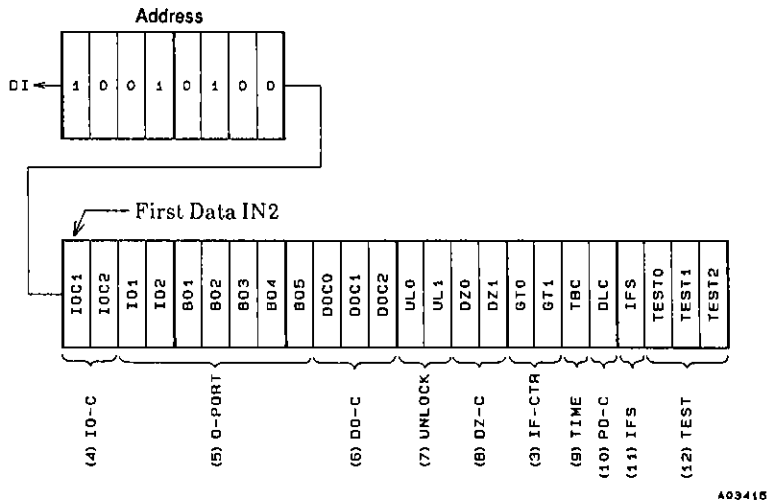 Address
DI 1 0 0 1 0 1 0 0
First Data IN2
IOC1 IOC2 IO1 IO2 BO1 BO2 BO3 BO4 BO5 DOC0 DOC1 DOC2 UL0 UL1 DZ0 DZ1 GT0 GT1 TBC DLC IFS TEST0 TEST1 TEST2
(4) IO-C
(5) O-PORT
(6) DO-C
(7) UNLOCK
(8) DZ-C
(3) IF-CTR
(9) TIME
(10) PD-C
(11) IFS
(12) TEST
A03415